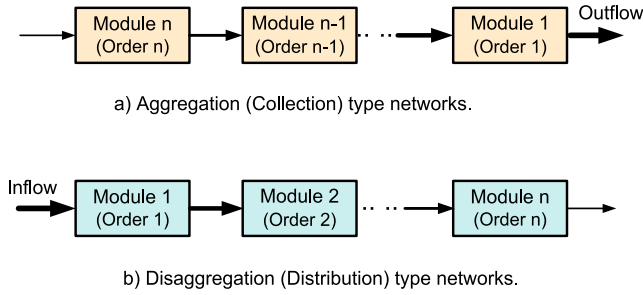 Module n
(Order n)
Module n-1
(Order n-1)
Module 1
(Order 1)
Outflow
a) Aggregation (Collection) type networks.
Inflow
Module 1
(Order 1)
Module 2
(Order 2)
Module n
(Order n)
b) Disaggregation (Distribution) type networks.